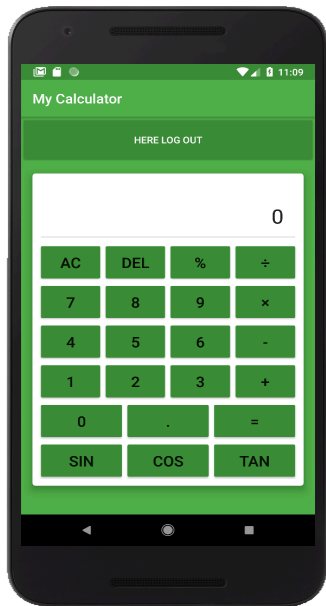 11:09
My Calculator
HERE LOG OUT
0
AC DEL % ÷
7 8 9 ×
4 5 6 -
1 2 3 +
0 . =
SIN COS TAN